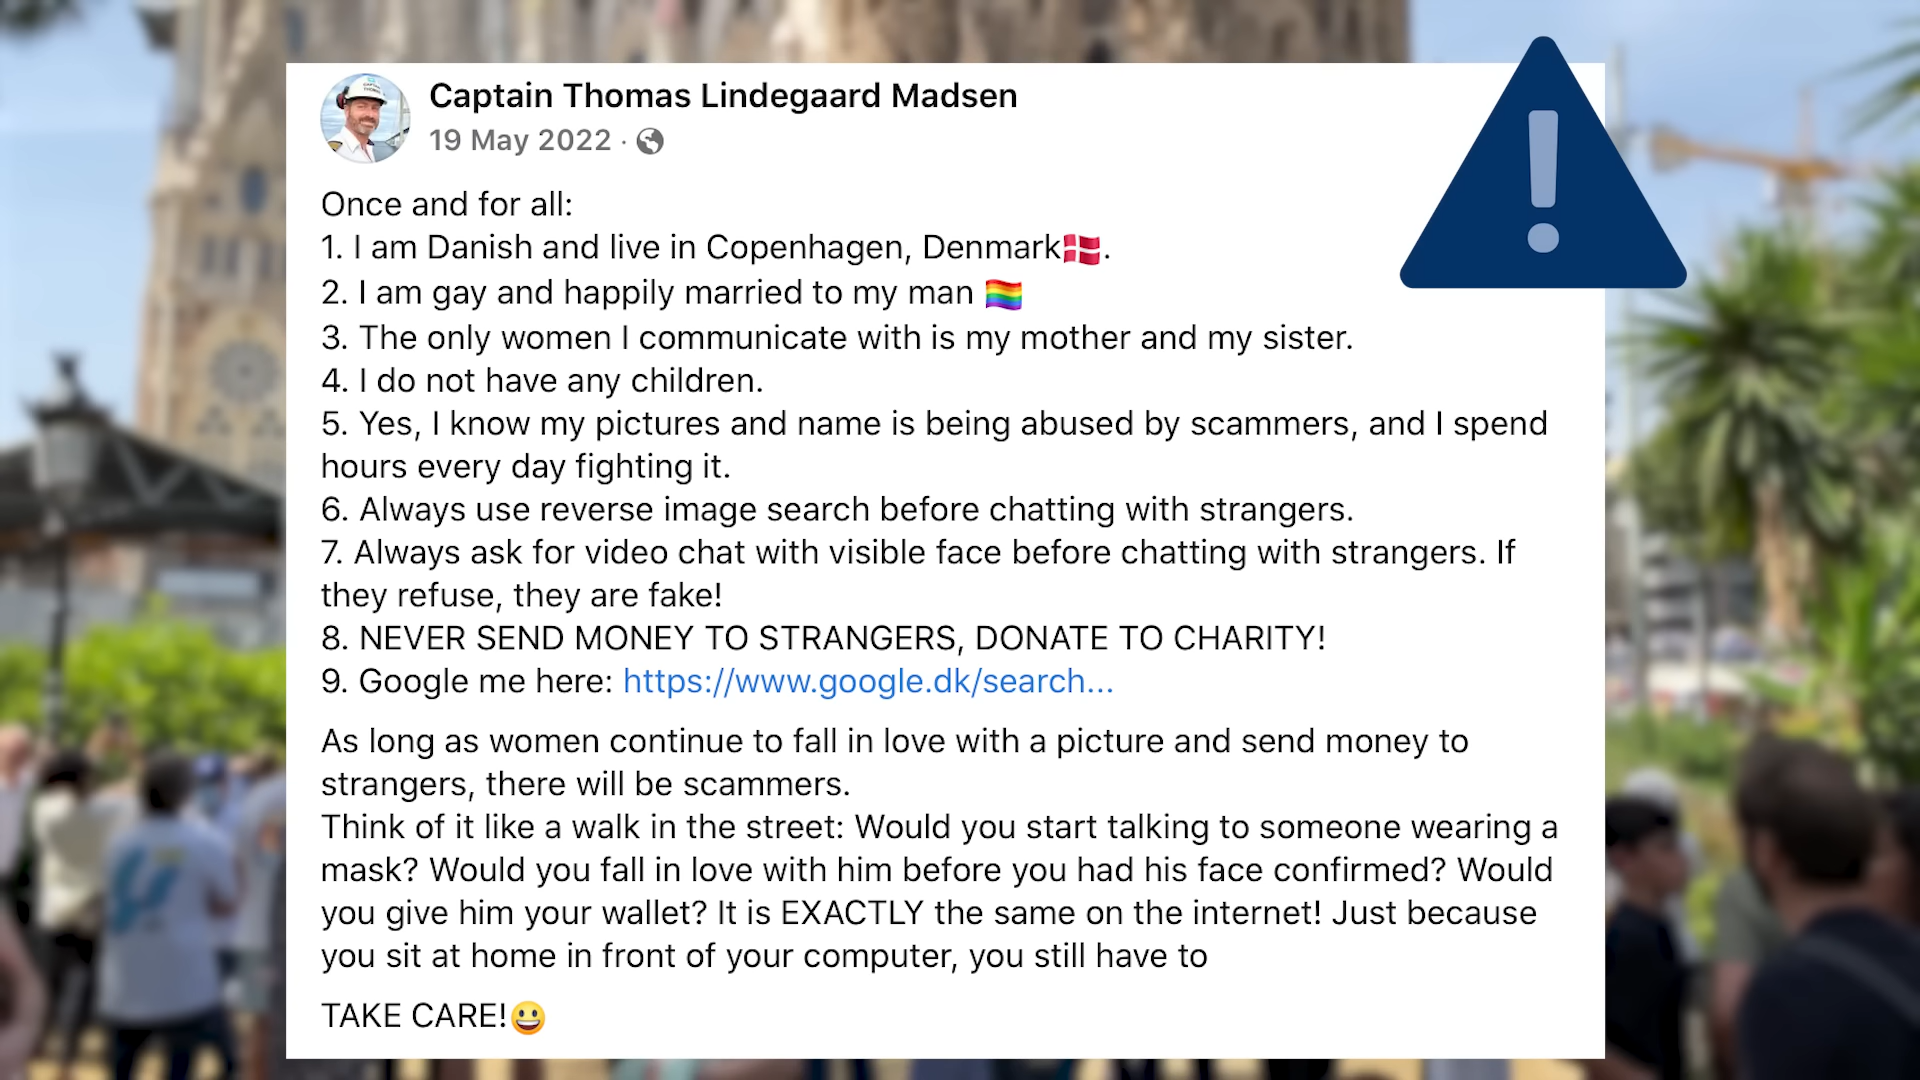 Captain Thomas Lindegaard Madsen
19 May 2022 ·
Once and for all:
1. I am Danish and live in Copenhagen, Denmark🇩🇰.
2. I am gay and happily married to my man 🏳️‍🌈
3. The only women I communicate with is my mother and my sister.
4. I do not have any children.
5. Yes, I know my pictures and name is being abused by scammers, and I spend
hours every day fighting it.
6. Always use reverse image search before chatting with strangers.
7. Always ask for video chat with visible face before chatting with strangers. If
they refuse, they are fake!
8. NEVER SEND MONEY TO STRANGERS, DONATE TO CHARITY!
9. Google me here: https://www.google.dk/search...
As long as women continue to fall in love with a picture and send money to
strangers, there will be scammers.
Think of it like a walk in the street: Would you start talking to someone wearing a
mask? Would you fall in love with him before you had his face confirmed? Would
you give him your wallet? It is EXACTLY the same on the internet! Just because
you sit at home in front of your computer, you still have to
TAKE CARE!😃
!